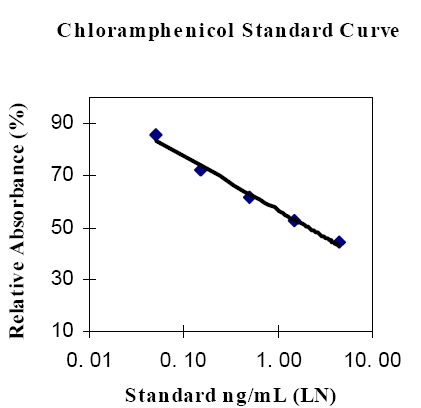 Chloramphenicol Standard Curve
Relative Absorbance (%)
90
70
50
30
10
0.01 0.10 1.00 10.00
Standard ng/mL (LN)